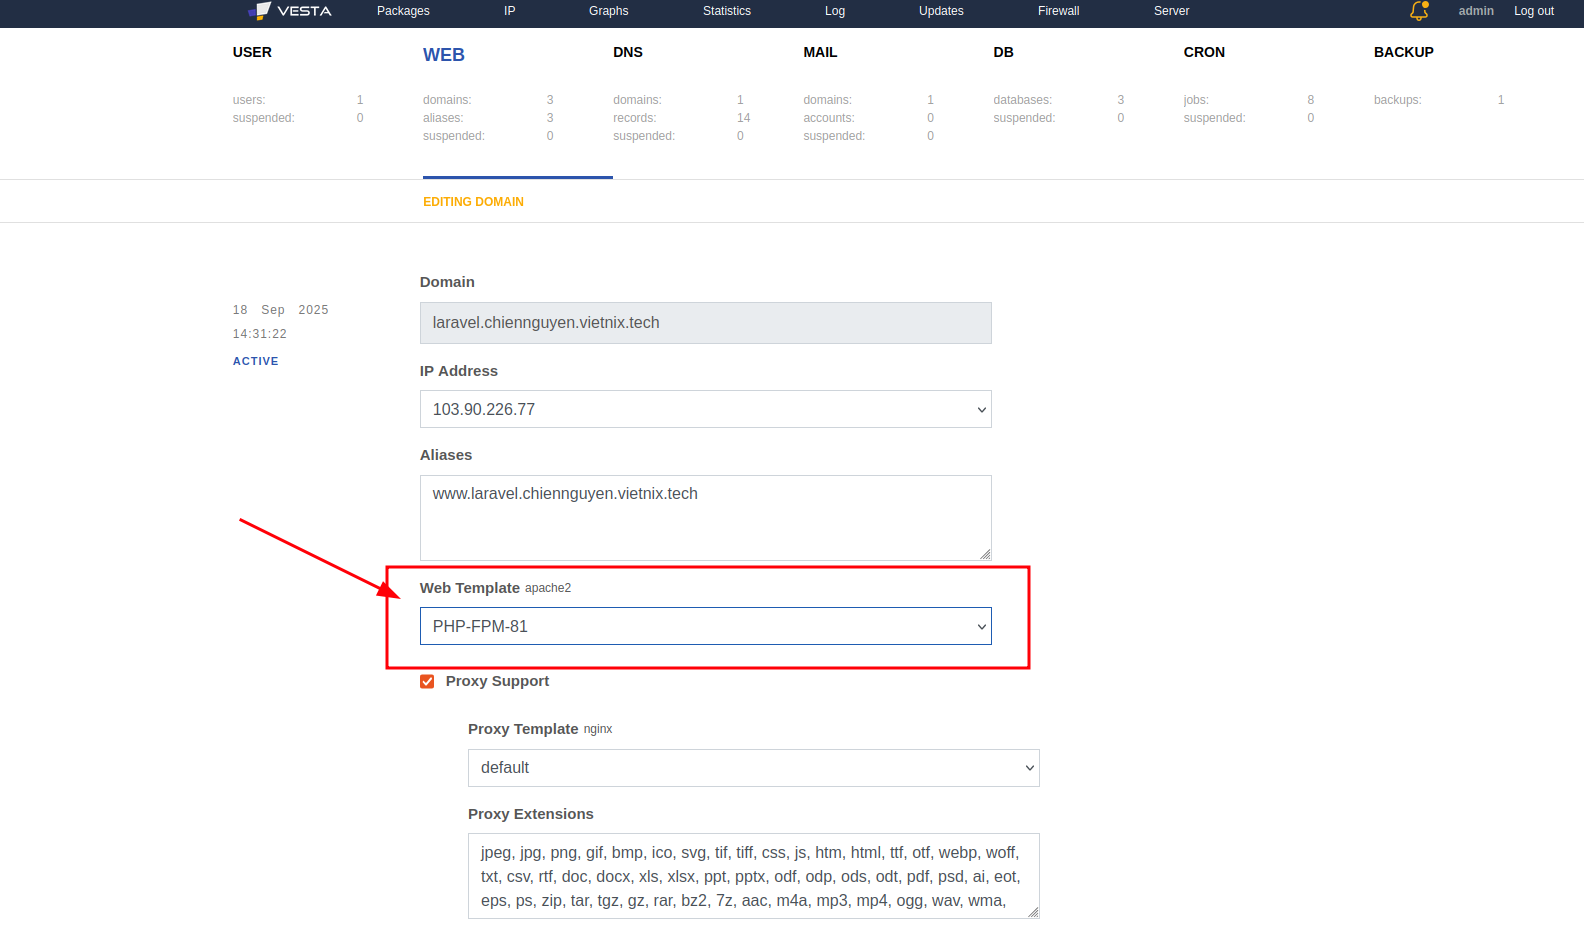 VESTA Packages IP Graphs Statistics Log Updates Firewall Server admin Log out
USER WEB DNS MAIL DB CRON BACKUP
users: 1 domains: 3 domains: 1 domains: 1 databases: 3 jobs: 8 backups: 1
suspended: 0 aliases: 3 records: 14 accounts: 0 suspended: 0 suspended: 0
suspended: 0 suspended: 0 suspended: 0
EDITING DOMAIN
18 Sep 2025
14:31:22
ACTIVE
Domain
laravel.chiennguyen.vietnix.tech
IP Address
103.90.226.77
Aliases
www.laravel.chiennguyen.vietnix.tech
Web Template apache2
PHP-FPM-81
Proxy Support
Proxy Template nginx
default
Proxy Extensions
jpeg, jpg, png, gif, bmp, ico, svg, tif, tiff, css, js, htm, html, ttf, otf, webp, woff,
txt, csv, rtf, doc, docx, xls, xlsx, ppt, pptx, odf, odp, ods, odt, pdf, psd, ai, eot,
eps, ps, zip, tar, tgz, gz, rar, bz2, 7z, aac, m4a, mp3, mp4, ogg, wav, wma,